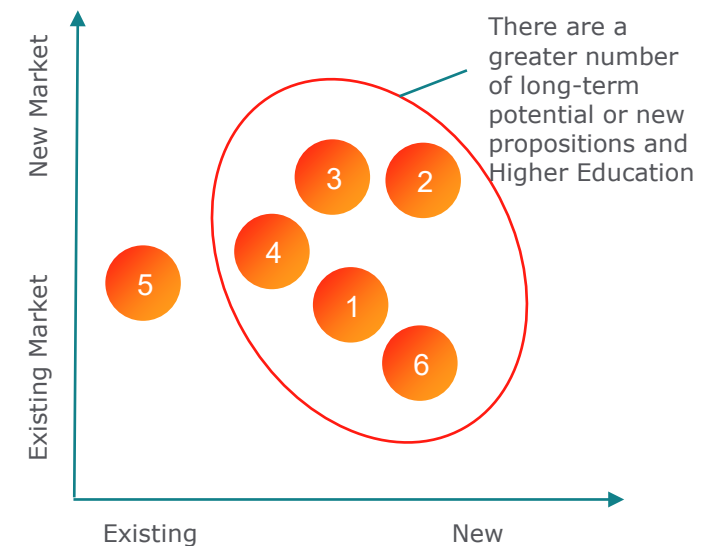 There are a
greater number
of long-term
potential or new
propositions and
Higher Education
New Market
Existing Market
3
2
4
5
1
6
Existing
New